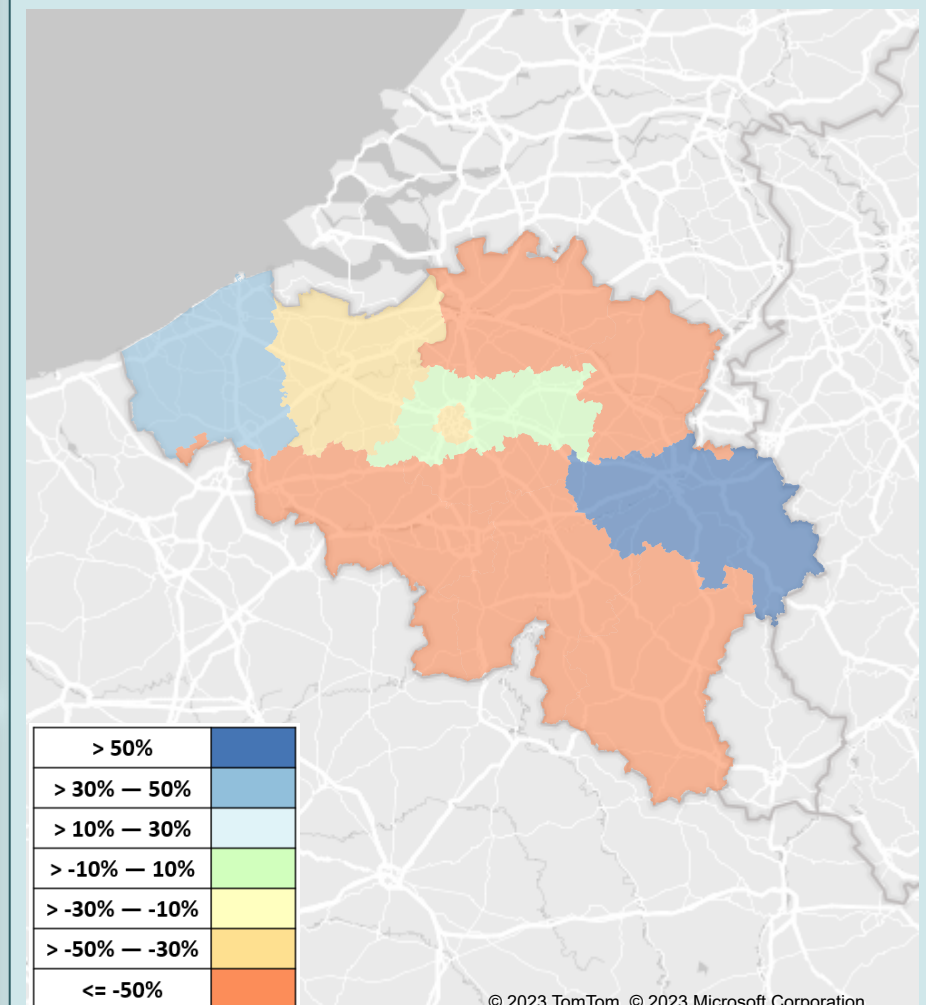 > 50%
> 30% — 50%
> 10% — 30%
> -10% — 10%
> -30% — -10%
> -50% — -30%
<= -50%
© 2023 TomTom, © 2023 Microsoft Corporation